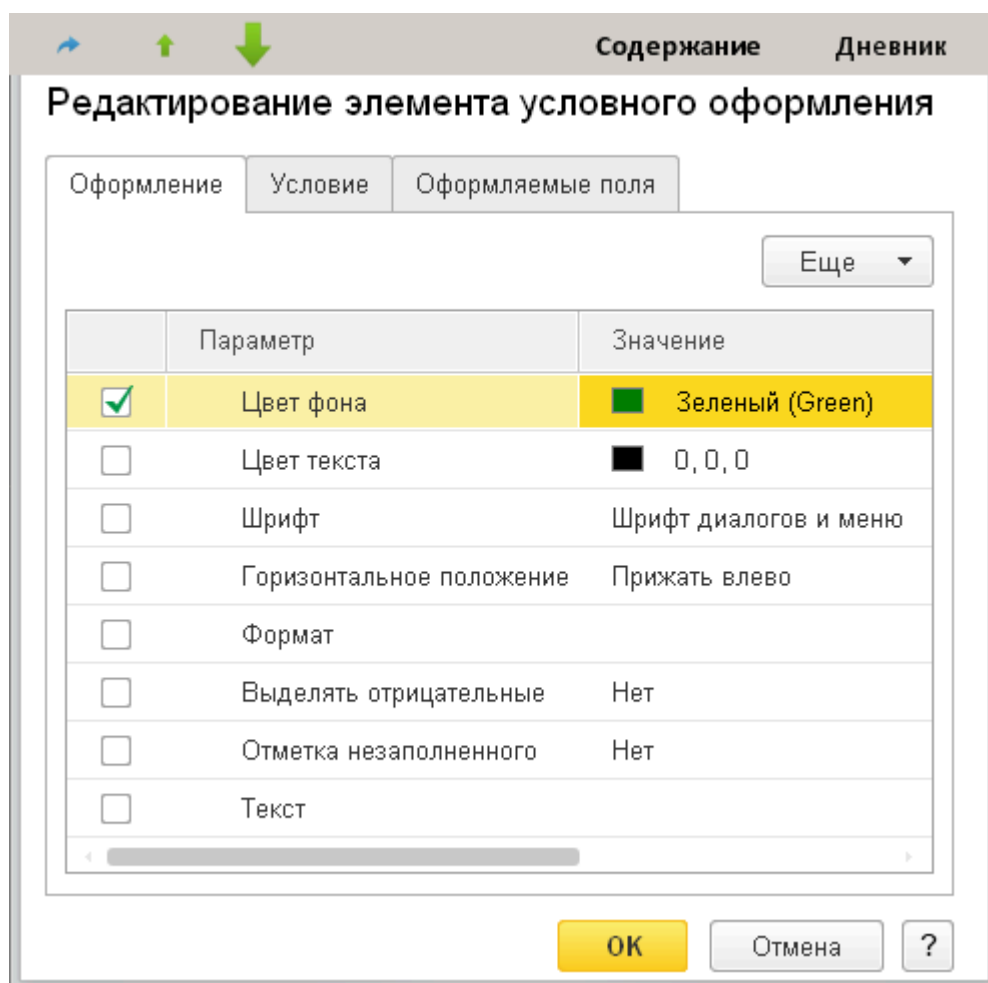 Содержание Дневник
Редактирование элемента условного оформления
Оформление Условие Оформляемые поля
Еще
Параметр Значение
Цвет фона Зеленый (Green)
Цвет текста 0, 0, 0
Шрифт Шрифт диалогов и меню
Горизонтальное положение Прижать влево
Формат
Выделять отрицательные Нет
Отметка незаполненного Нет
Текст
ОК Отмена ?